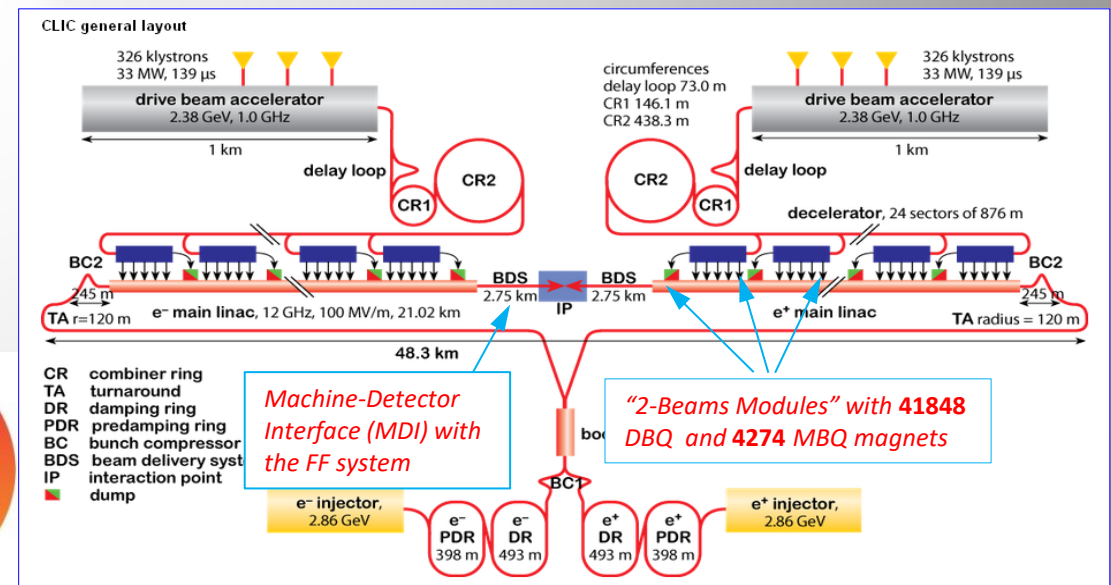 CLIC general layout
326 klystrons
33 MW, 139 µs
drive beam accelerator
2.38 GeV, 1.0 GHz
1 km
delay loop
CR1
CR2
circumferences
delay loop 73.0 m
CR1 146.1 m
CR2 438.3 m
326 klystrons
33 MW, 139 µs
drive beam accelerator
2.38 GeV, 1.0 GHz
1 km
delay loop
CR2
CR1
decelerator, 24 sectors of 876 m
BC2
245 m
TA r=120 m
e⁻ main linac, 12 GHz, 100 MV/m, 21.02 km
BDS
2.75 km
IP
BDS
2.75 km
e⁺ main linac
BC2
245 m
TA radius = 120 m
48.3 km
CR combiner ring
TA turnaround
DR damping ring
PDR predamping ring
BC bunch compressor
BDS beam delivery syst
IP interaction point
dump
Machine-Detector
Interface (MDI) with
the FF system
“2-Beams Modules” with 41848
DBQ and 4274 MBQ magnets
BC1
e⁻ injector,
2.86 GeV
e⁻
PDR
398 m
e⁻
DR
493 m
e⁺
DR
493 m
e⁺
PDR
398 m
e⁺ injector,
2.86 GeV